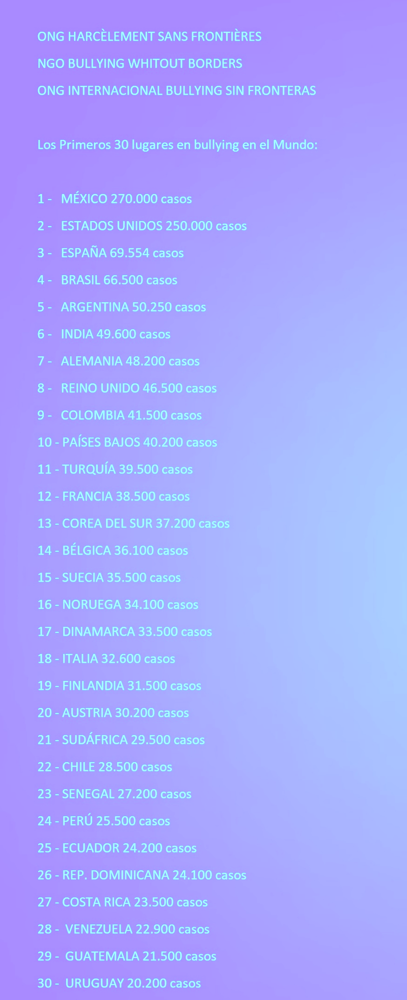 ONG HARCÈLEMENT SANS FRONTIÈRES
NGO BULLYING WHITOUT BORDERS
ONG INTERNACIONAL BULLYING SIN FRONTERAS
Los Primeros 30 lugares en bullying en el Mundo:
1 - MÉXICO 270.000 casos
2 - ESTADOS UNIDOS 250.000 casos
3 - ESPAÑA 69.554 casos
4 - BRASIL 66.500 casos
5 - ARGENTINA 50.250 casos
6 - INDIA 49.600 casos
7 - ALEMANIA 48.200 casos
8 - REINO UNIDO 46.500 casos
9 - COLOMBIA 41.500 casos
10 - PAÍSES BAJOS 40.200 casos
11 - TURQUÍA 39.500 casos
12 - FRANCIA 38.500 casos
13 - COREA DEL SUR 37.200 casos
14 - BÉLGICA 36.100 casos
15 - SUECIA 35.500 casos
16 - NORUEGA 34.100 casos
17 - DINAMARCA 33.500 casos
18 - ITALIA 32.600 casos
19 - FINLANDIA 31.500 casos
20 - AUSTRIA 30.200 casos
21 - SUDÁFRICA 29.500 casos
22 - CHILE 28.500 casos
23 - SENEGAL 27.200 casos
24 - PERÚ 25.500 casos
25 - ECUADOR 24.200 casos
26 - REP. DOMINICANA 24.100 casos
27 - COSTA RICA 23.500 casos
28 - VENEZUELA 22.900 casos
29 - GUATEMALA 21.500 casos
30 - URUGUAY 20.200 casos